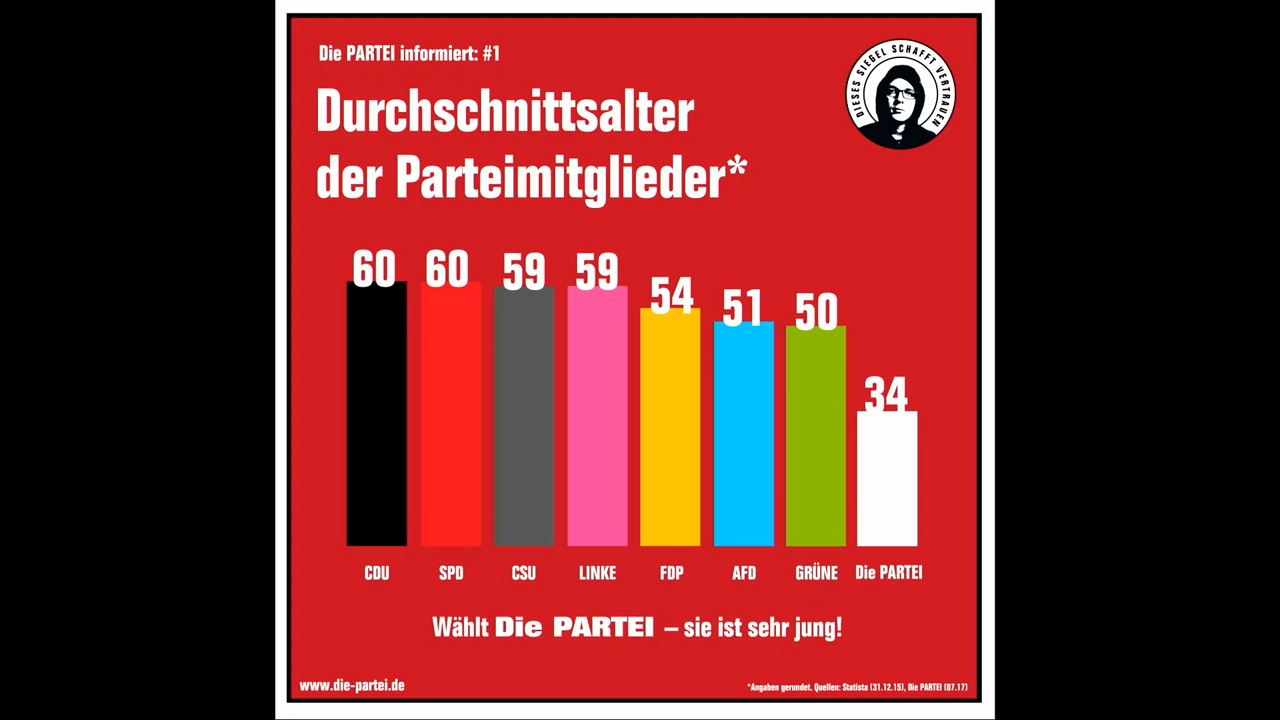 Die PARTEI informiert: #1
DIESES SIEGEL SCHAFFT VERTRAUEN
Durchschnittsalter
der Parteimitglieder*
60 60 59 59 54 51 50 34
CDU SPD CSU LINKE FDP AFD GRÜNE Die PARTEI
Wählt Die PARTEI – sie ist sehr jung!
www.die-partei.de
*Angaben gerundet. Quellen: Statista (31.12.15), Die PARTEI (07.17)